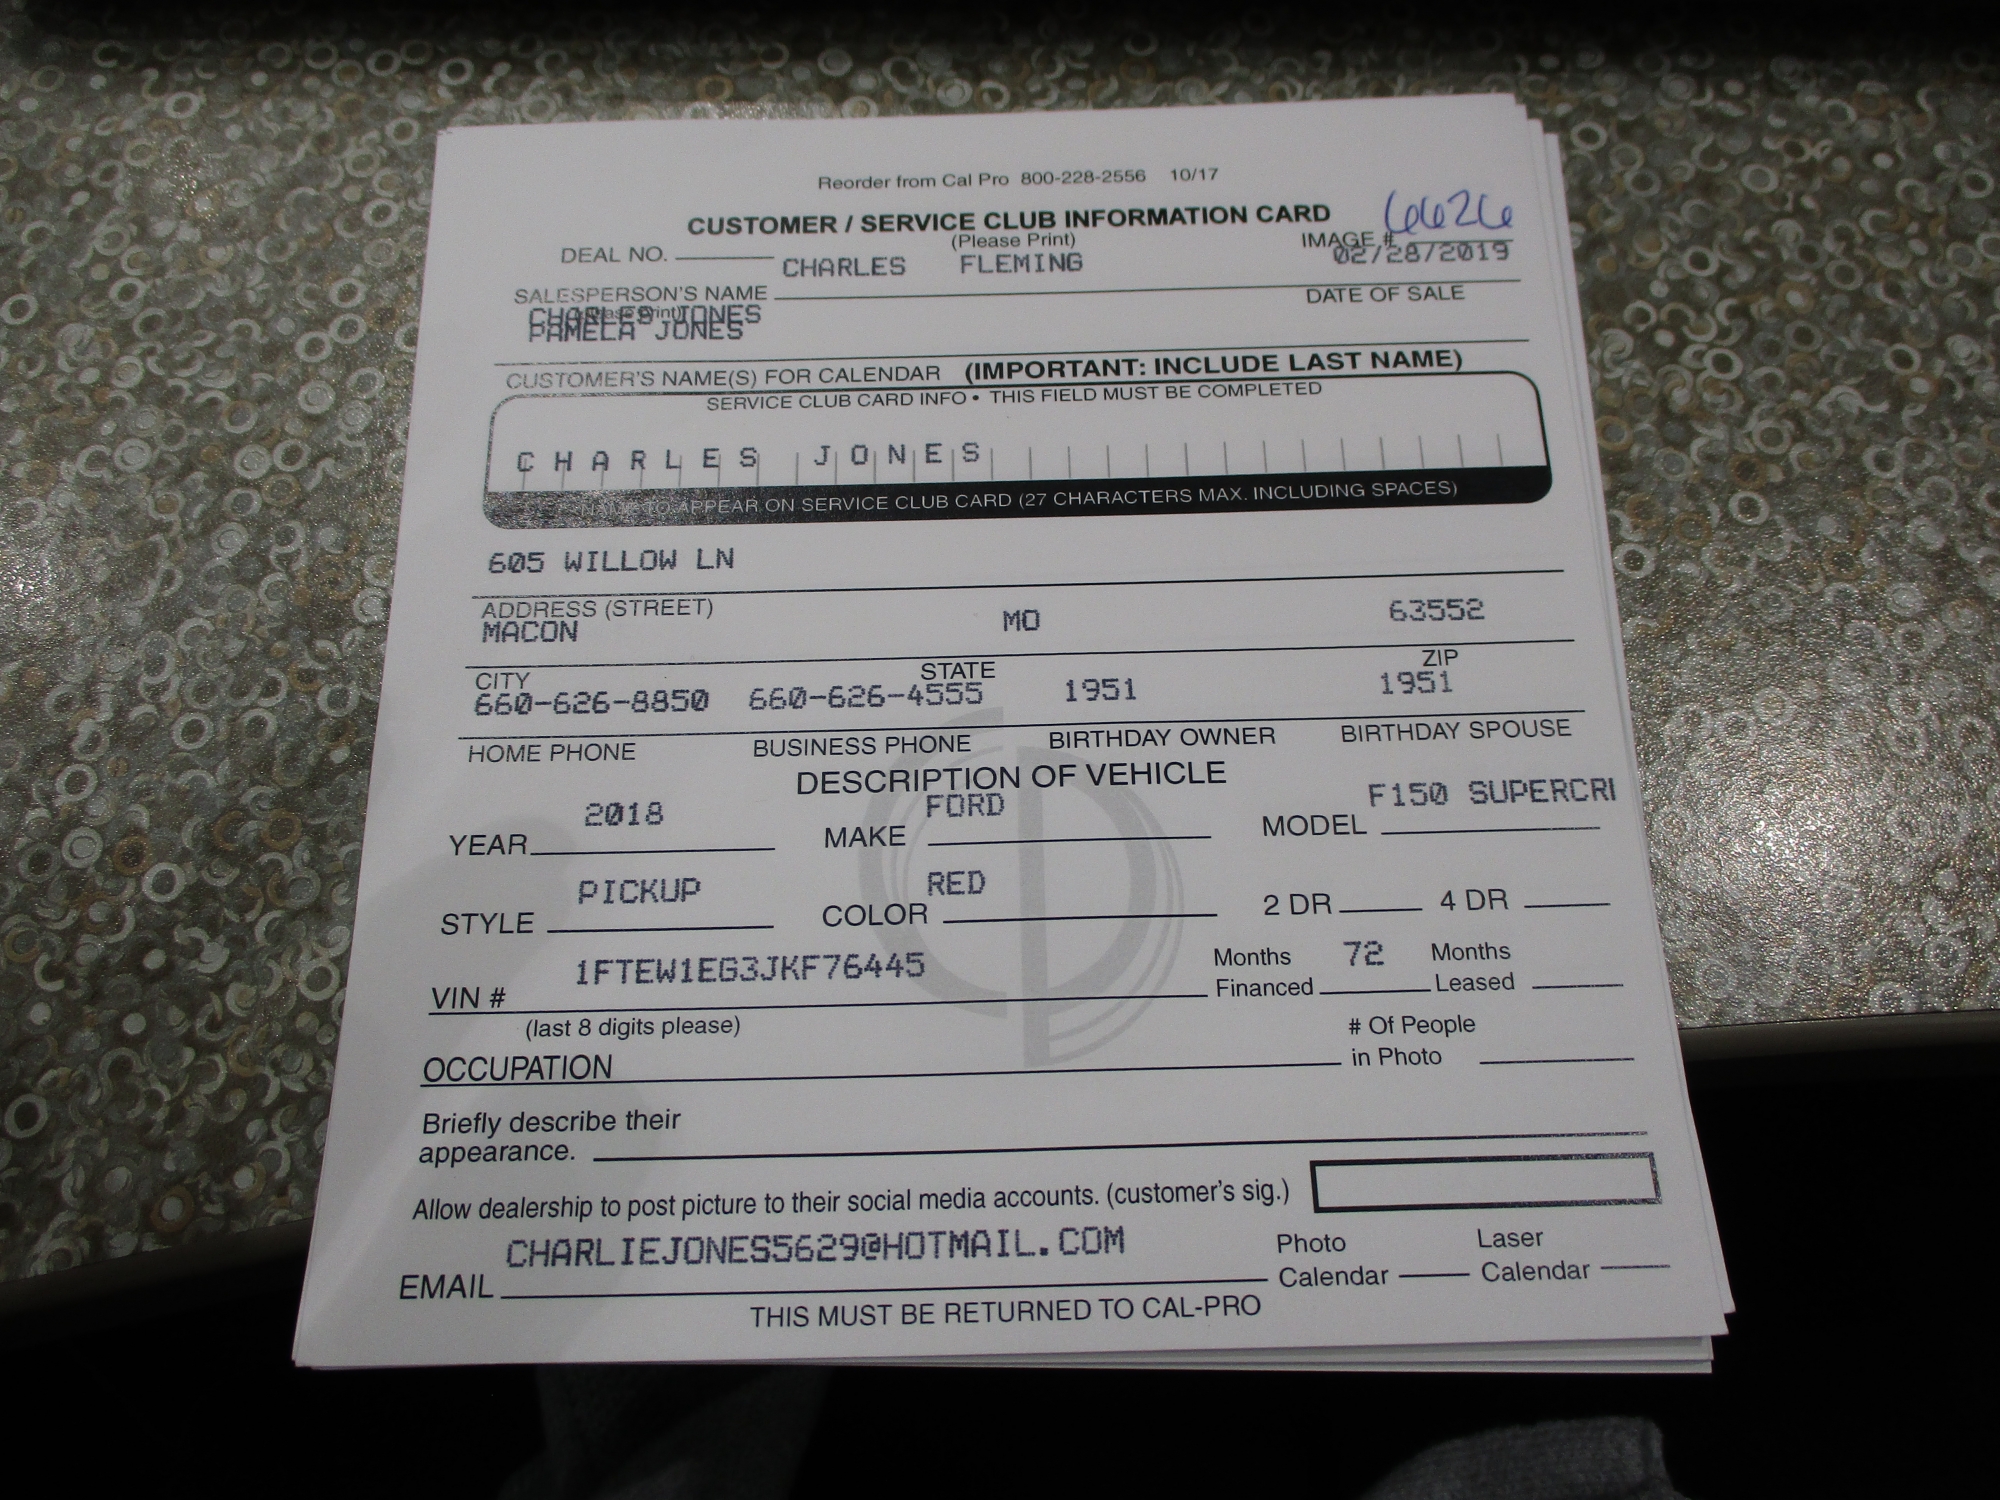 Reorder from Cal Pro 800-228-2556 10/17
CUSTOMER / SERVICE CLUB INFORMATION CARD
(Please Print)
6626
IMAGE #
DEAL NO.
CHARLES FLEMING
02/28/2019
SALESPERSON'S NAME
DATE OF SALE
CHARLES JONES
PAMELA JONES
CUSTOMER'S NAME(S) FOR CALENDAR (IMPORTANT: INCLUDE LAST NAME)
SERVICE CLUB CARD INFO • THIS FIELD MUST BE COMPLETED
CHARLES JONES
NAME TO APPEAR ON SERVICE CLUB CARD (27 CHARACTERS MAX. INCLUDING SPACES)
605 WILLOW LN
ADDRESS (STREET)
MACON MO 63552
CITY STATE ZIP
660-626-8850 660-626-4555 1951 1951
HOME PHONE BUSINESS PHONE BIRTHDAY OWNER BIRTHDAY SPOUSE
DESCRIPTION OF VEHICLE
2018 FORD F150 SUPERCR
YEAR MAKE MODEL
PICKUP RED
STYLE COLOR 2 DR 4 DR
1FTEW1EG3JKF76445
VIN #
(last 8 digits please)
Months Financed 72 Months Leased
OCCUPATION
# Of People
in Photo
Briefly describe their
appearance.
Allow dealership to post picture to their social media accounts. (customer's sig.)
CHARLIEJONES5629@HOTMAIL.COM
EMAIL
Photo Calendar
Laser Calendar
THIS MUST BE RETURNED TO CAL-PRO